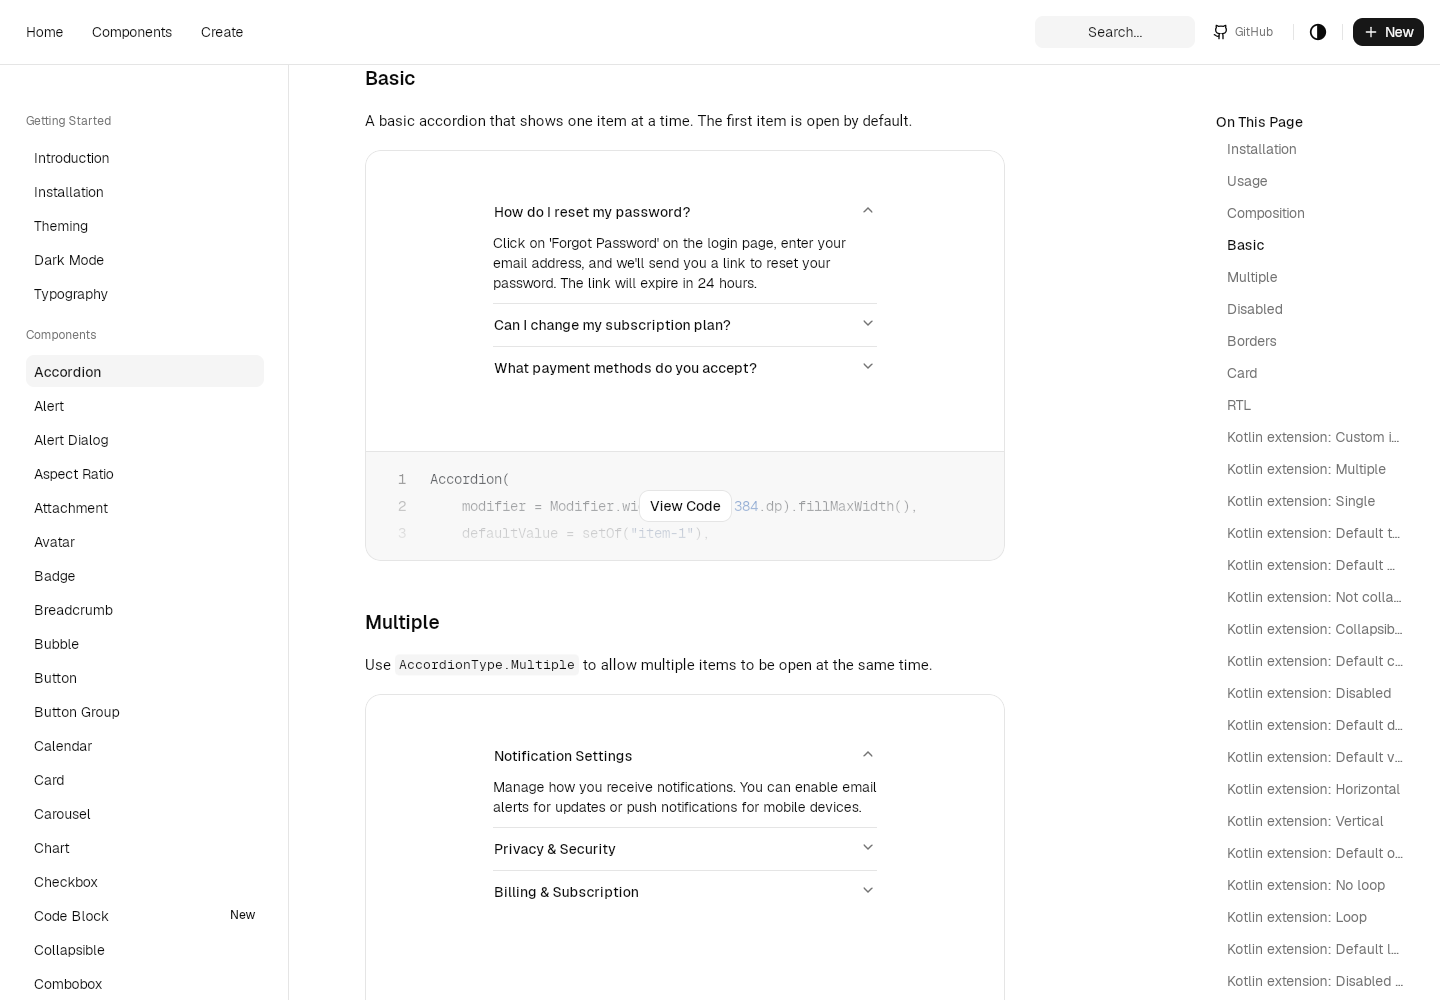 Home
Components
Create
Search...
GitHub
New
Getting Started
Introduction
Installation
Theming
Dark Mode
Typography
Components
Accordion
Alert
Alert Dialog
Aspect Ratio
Attachment
Avatar
Badge
Breadcrumb
Bubble
Button
Button Group
Calendar
Card
Carousel
Chart
Checkbox
Code Block New
Collapsible
Combobox
Basic
A basic accordion that shows one item at a time. The first item is open by default.
How do I reset my password?
Click on 'Forgot Password' on the login page, enter your
email address, and we'll send you a link to reset your
password. The link will expire in 24 hours.
Can I change my subscription plan?
What payment methods do you accept?
1 Accordion(
2 modifier = Modifier.wi View Code 384.dp).fillMaxWidth(),
3 defaultValue = setOf("item-1"),
Multiple
Use AccordionType.Multiple to allow multiple items to be open at the same time.
Notification Settings
Manage how you receive notifications. You can enable email
alerts for updates or push notifications for mobile devices.
Privacy & Security
Billing & Subscription
On This Page
Installation
Usage
Composition
Basic
Multiple
Disabled
Borders
Card
RTL
Kotlin extension: Custom i...
Kotlin extension: Multiple
Kotlin extension: Single
Kotlin extension: Default t...
Kotlin extension: Default ...
Kotlin extension: Not colla...
Kotlin extension: Collapsib...
Kotlin extension: Default c...
Kotlin extension: Disabled
Kotlin extension: Default d...
Kotlin extension: Default v...
Kotlin extension: Horizontal
Kotlin extension: Vertical
Kotlin extension: Default o...
Kotlin extension: No loop
Kotlin extension: Loop
Kotlin extension: Default l...
Kotlin extension: Disabled ...